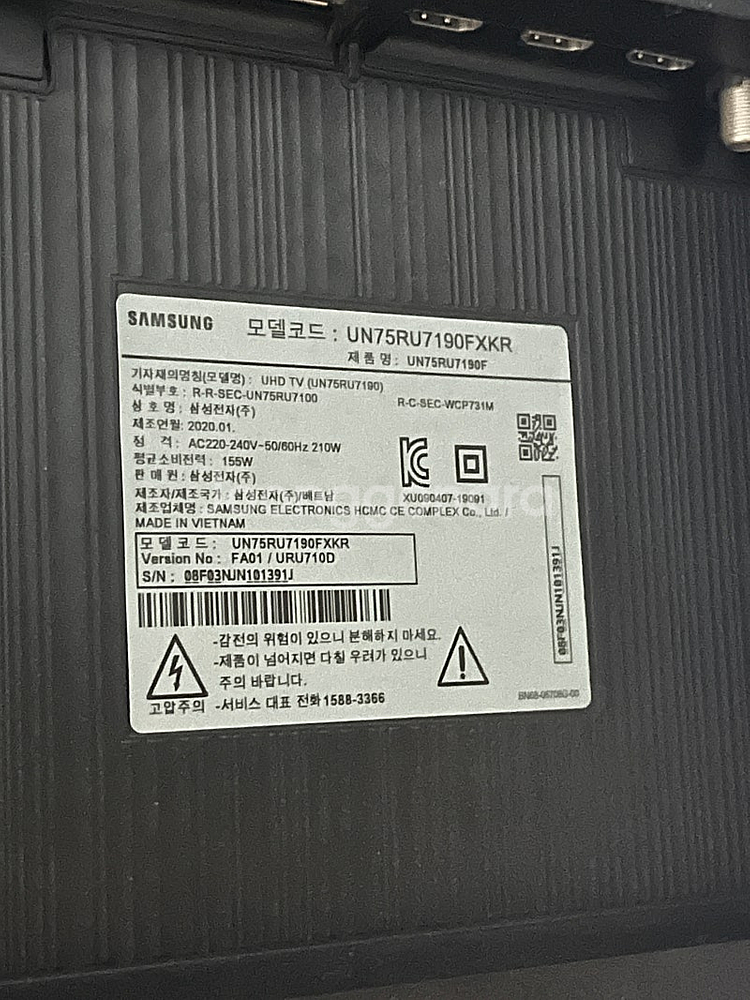 SAMSUNG 모델코드 : UN75RU7190FXKR
제 품 명 : UN75RU7190F
기자재의명칭(모델명) : UHD TV (UN75RU7190)
식별부호 : R-R-SEC-UN75RU7100
R-C-SEC-WCP731M
상 호 명 : 삼성전자(주)
제조연월: 2020.01.
정 격 : AC220-240V~50/60Hz 210W
평균소비전력 : 155W
판 매 원 : 삼성전자(주)
XU090407-19091
제조자/제조국가 : 삼성전자(주)/베트남
제조업체명 : SAMSUNG ELECTRONICS HCMC CE COMPLEX Co., Ltd. /
MADE IN VIETNAM
모 델 코 드 : UN75RU7190FXKR
Version No : FA01 / URU710D
S/N : 08F03NJN101391J
08F03NJN101391J
-감전의 위험이 있으니 분해하지 마세요.
-제품이 넘어지면 다칠 우려가 있으니
주의 바랍니다.
고압주의 -서비스 대표 전화 1588-3366